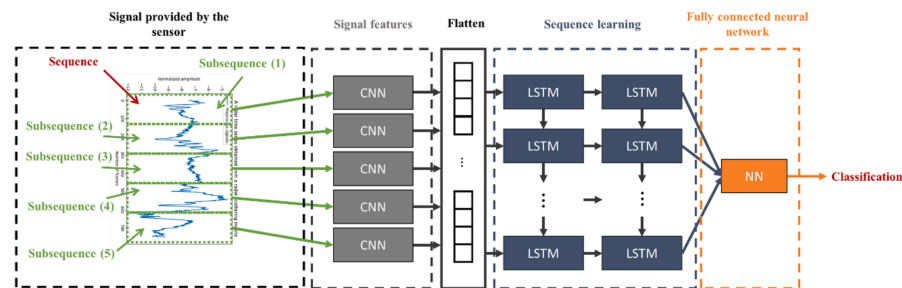 Signal provided by the
sensor
Signal features
Flatten
Sequence learning
Fully connected neural
network
Sequence
Subsequence (1)
Subsequence (2)
Subsequence (3)
Subsequence (4)
Subsequence (5)
Normalized amplitude
CNN
CNN
CNN
CNN
CNN
...
LSTM
LSTM
LSTM
LSTM
...
...
LSTM
LSTM
NN
Classification